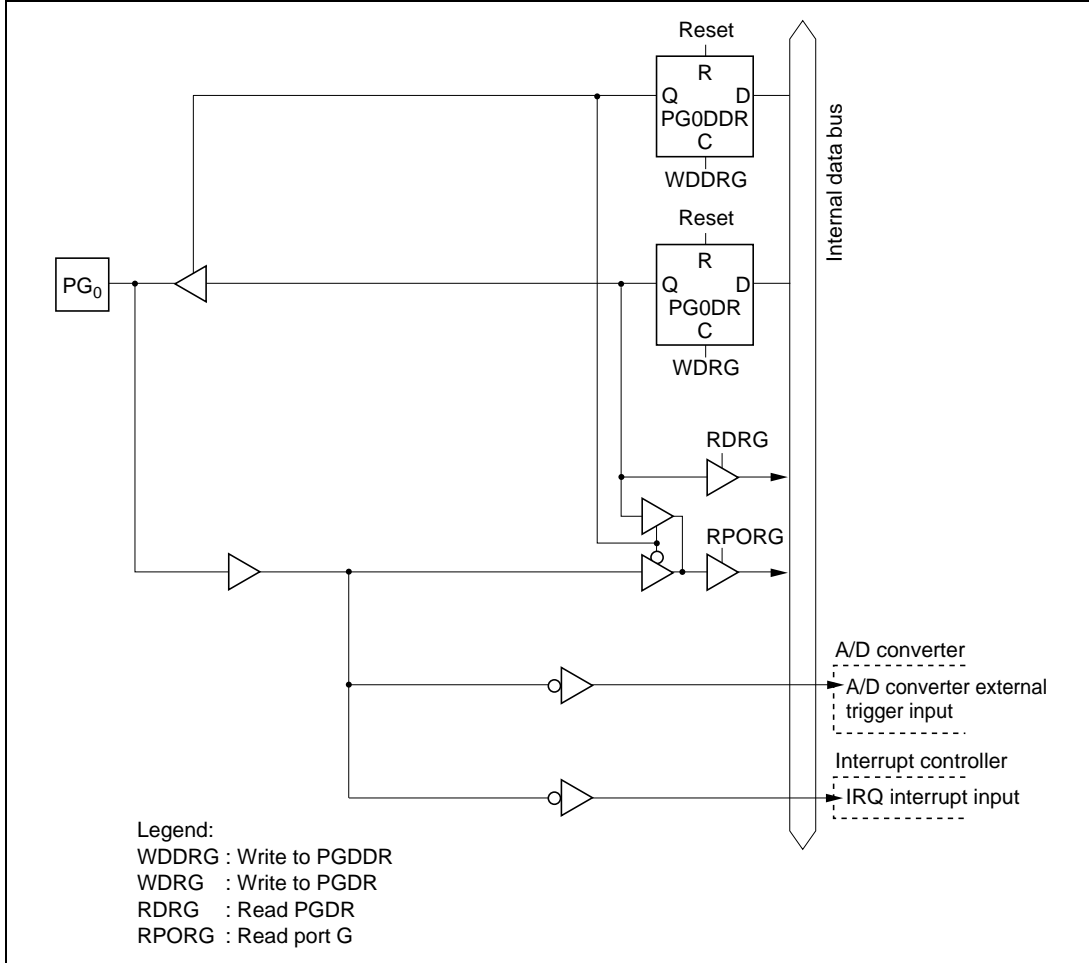 Reset
R
Q D
PG0DDR
C
WDDRG
Internal data bus
Reset
R
PG₀
Q D
PG0DR
C
WDRG
RDRG
RPORG
A/D converter
A/D converter external
trigger input
Interrupt controller
IRQ interrupt input
Legend:
WDDRG : Write to PGDDR
WDRG : Write to PGDR
RDRG : Read PGDR
RPORG : Read port G